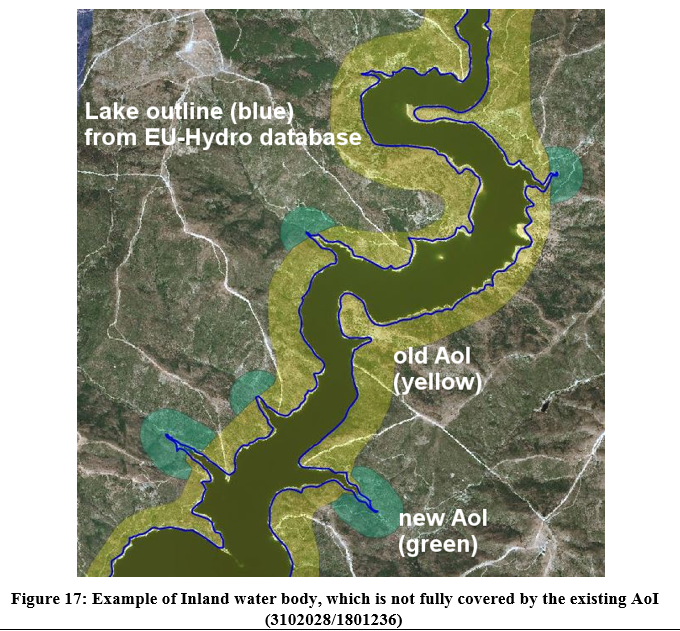 Lake outline (blue)
from EU-Hydro database
old AoI
(yellow)
new AoI
(green)
Figure 17: Example of Inland water body, which is not fully covered by the existing AoI
(3102028/1801236)